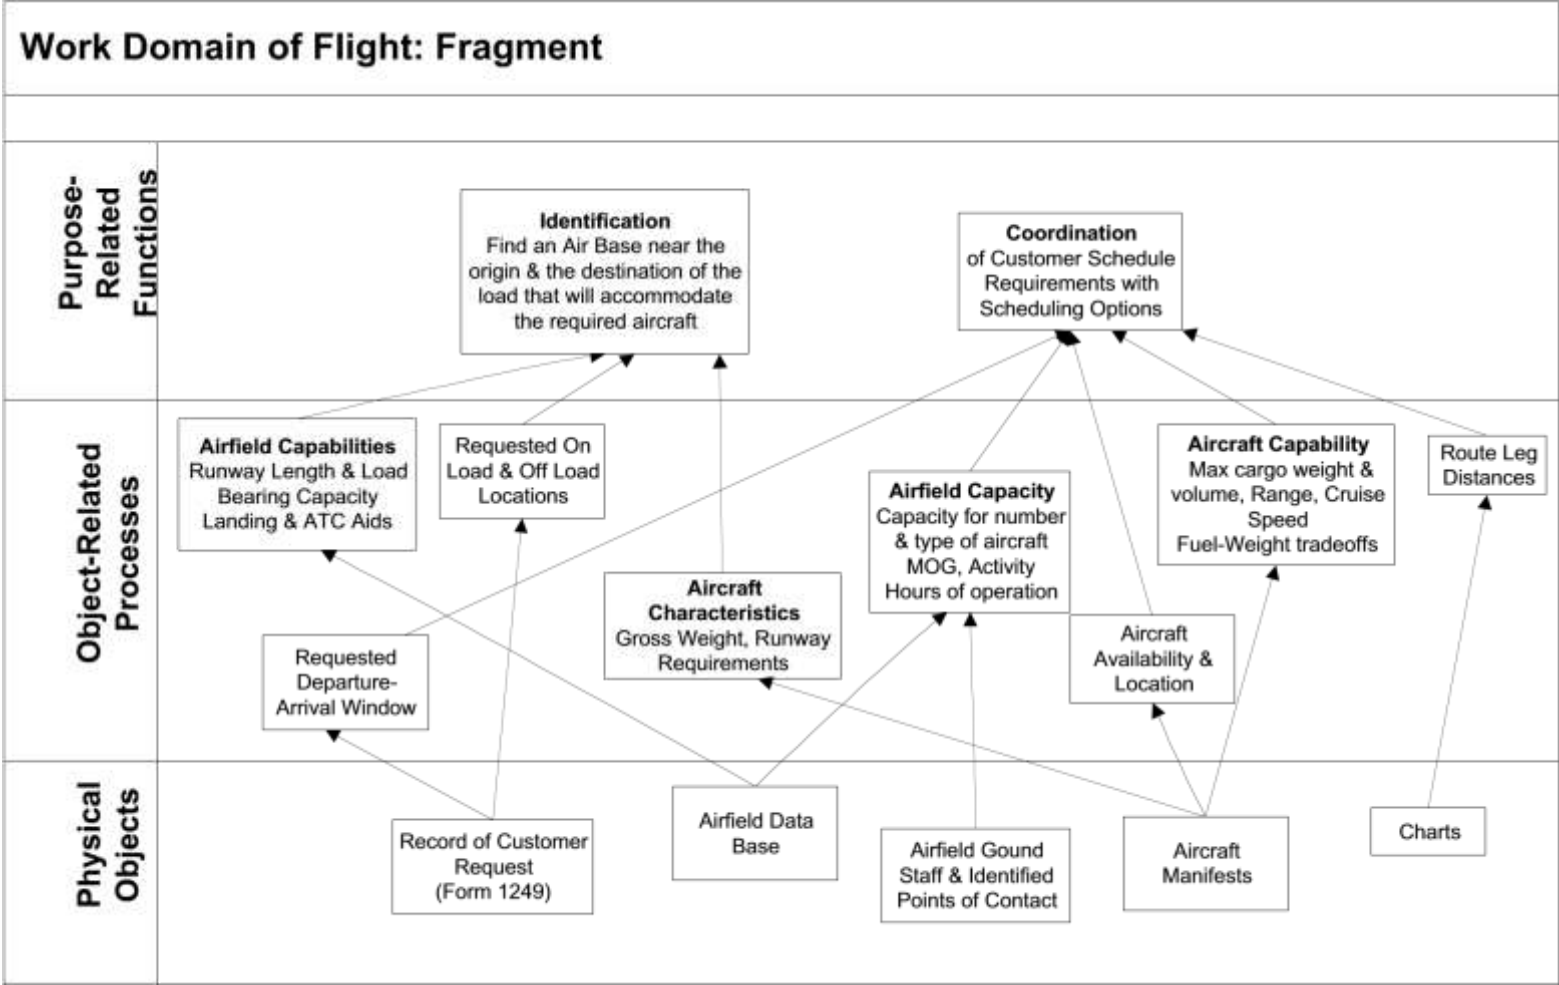 Work Domain of Flight: Fragment
Purpose-
Related
Functions
Identification
Find an Air Base near the
origin & the destination of the
load that will accommodate
the required aircraft
Coordination
of Customer Schedule
Requirements with
Scheduling Options
Object-Related
Processes
Airfield Capabilities
Runway Length & Load
Bearing Capacity
Landing & ATC Aids
Requested On
Load & Off Load
Locations
Airfield Capacity
Capacity for number
& type of aircraft
MOG, Activity
Hours of operation
Aircraft Capability
Max cargo weight &
volume, Range, Cruise
Speed
Fuel-Weight tradeoffs
Route Leg
Distances
Requested
Departure-
Arrival Window
Aircraft
Characteristics
Gross Weight, Runway
Requirements
Aircraft
Availability &
Location
Physical
Objects
Record of Customer
Request
(Form 1249)
Airfield Data
Base
Airfield Gound
Staff & Identified
Points of Contact
Aircraft
Manifests
Charts